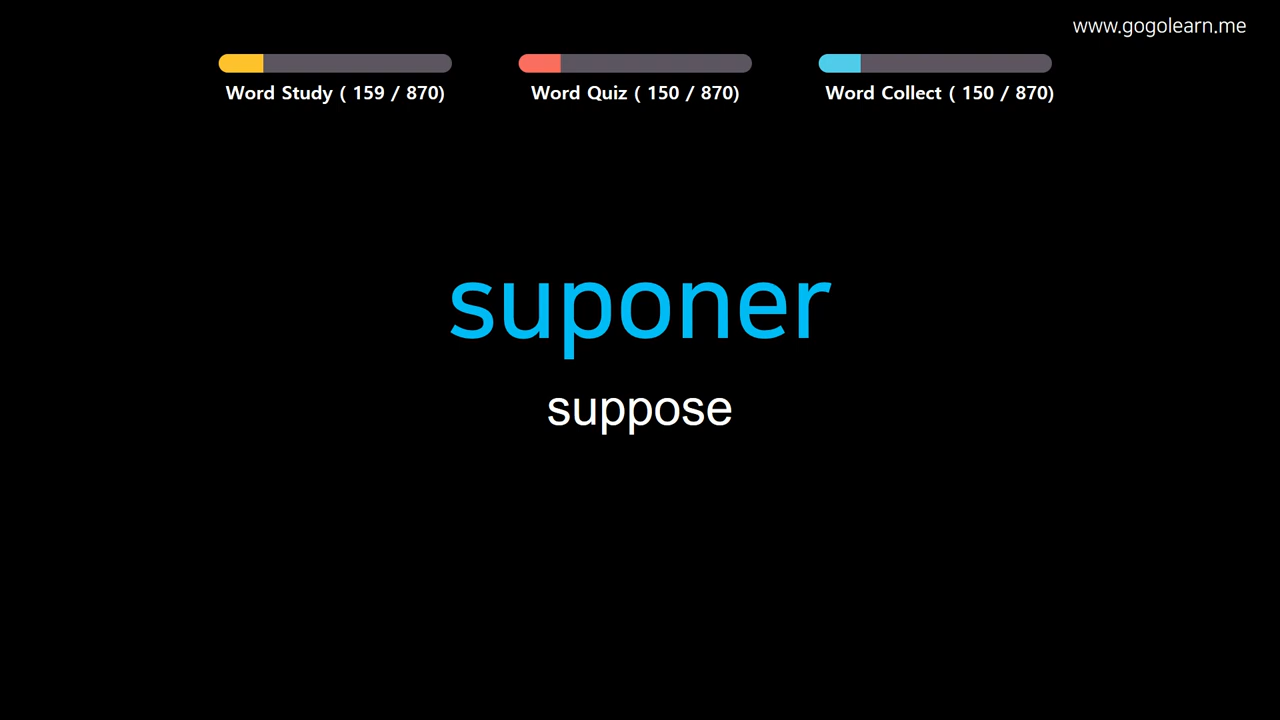 www.gogolearn.me
Word Study ( 159 / 870)
Word Quiz ( 150 / 870)
Word Collect ( 150 / 870)
suponer
suppose